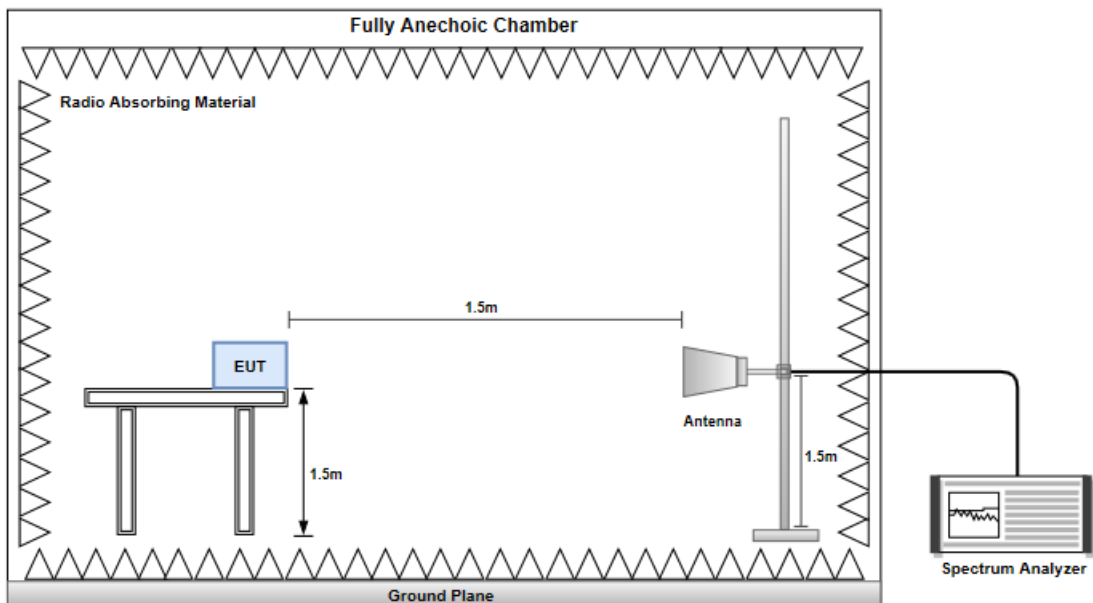 Fully Anechoic Chamber
Radio Absorbing Material
1.5m
EUT
Antenna
1.5m
1.5m
Spectrum Analyzer
Ground Plane